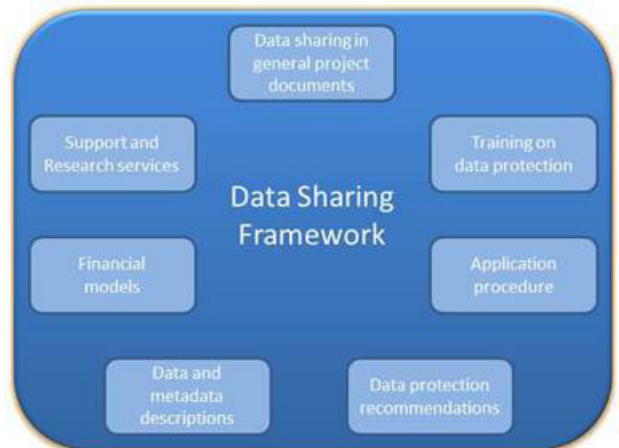 Data sharing in
general project
documents
Support and
Research services
Training on
data protection
Data Sharing
Framework
Financial
models
Application
procedure
Data and
metadata
descriptions
Data protection
recommendations